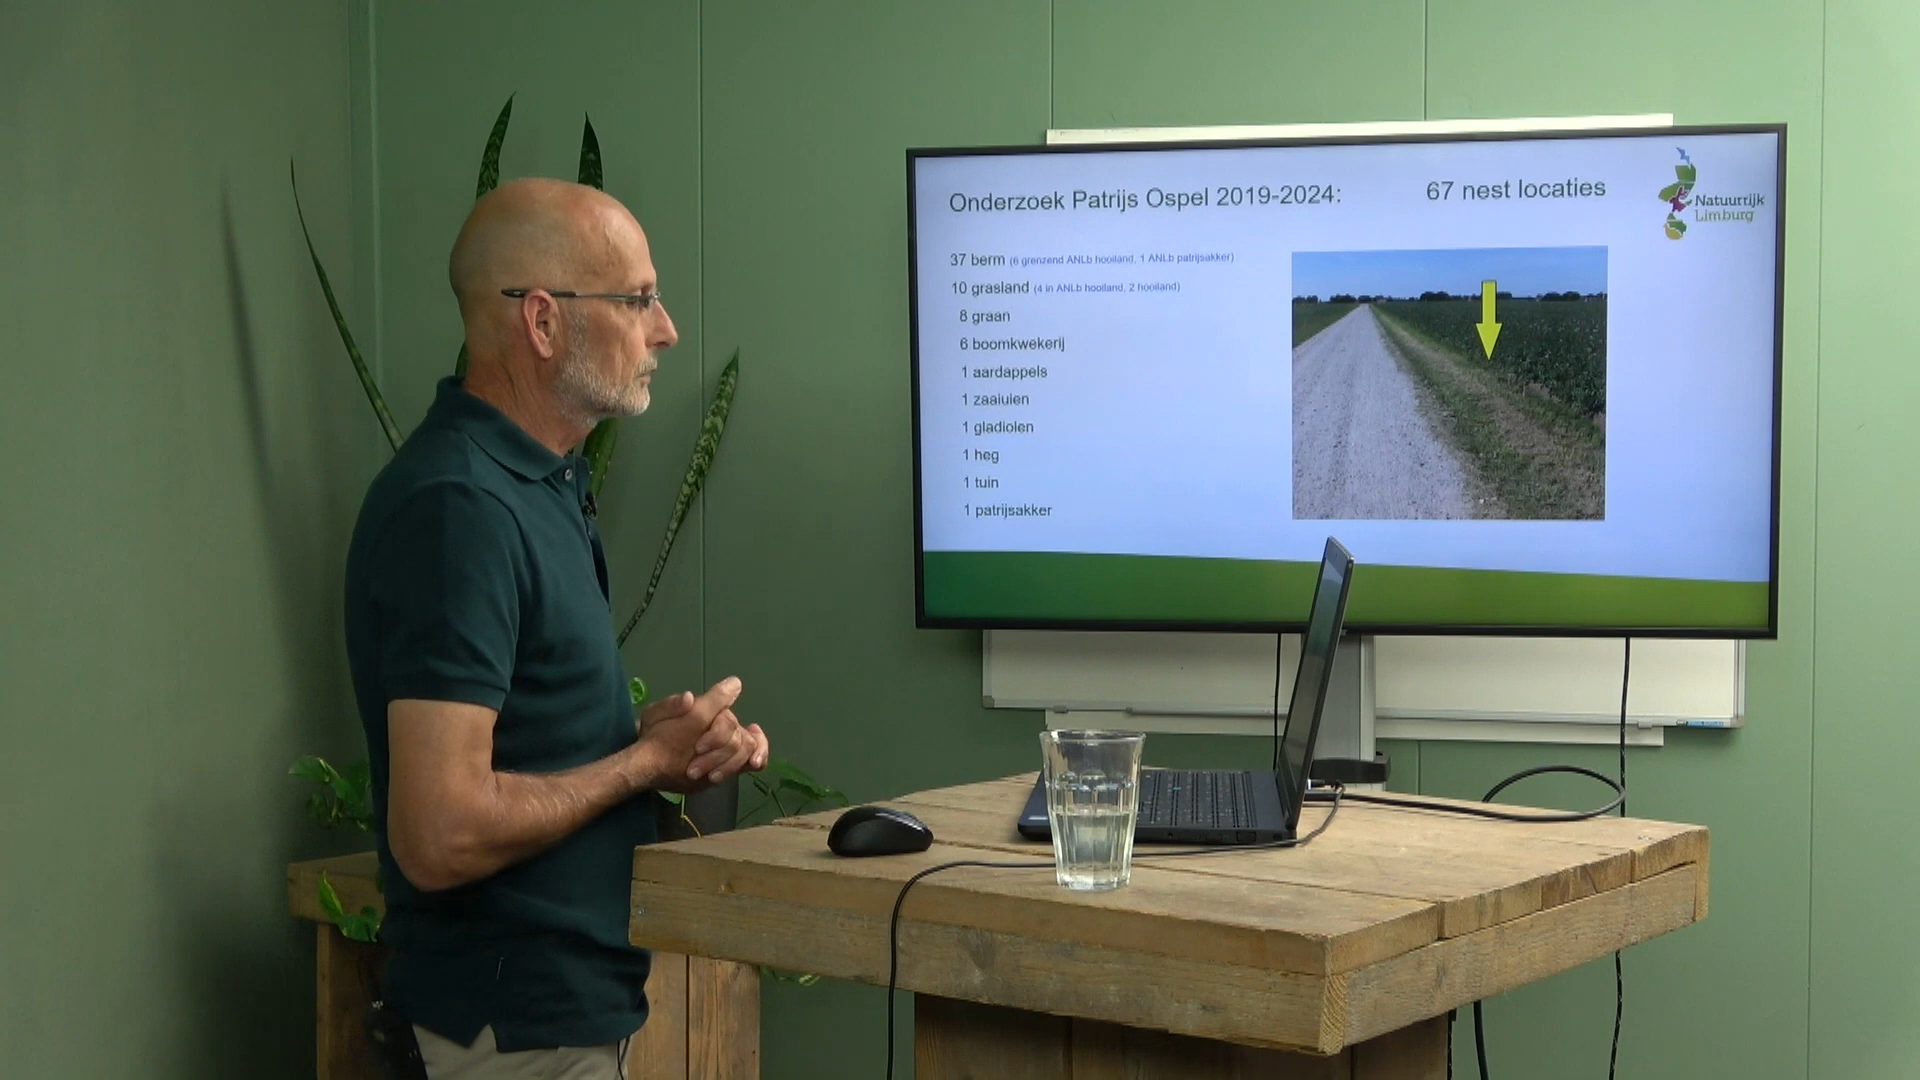 Onderzoek Patrijs Ospel 2019-2024:
67 nest locaties
Natuurrijk
Limburg
37 berm (6 grenzend ANLb hooiland, 1 ANLb patrijsakker)
10 grasland (4 in ANLb hooiland, 2 hooiland)
8 graan
6 boomkwekerij
1 aardappels
1 zaaiuien
1 gladiolen
1 heg
1 tuin
1 patrijsakker